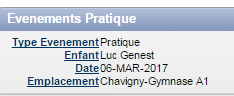 Evenements Pratique
Type Evenement Pratique
Enfant Luc Genest
Date 06-MAR-2017
Emplacement Chavigny-Gymnase A1